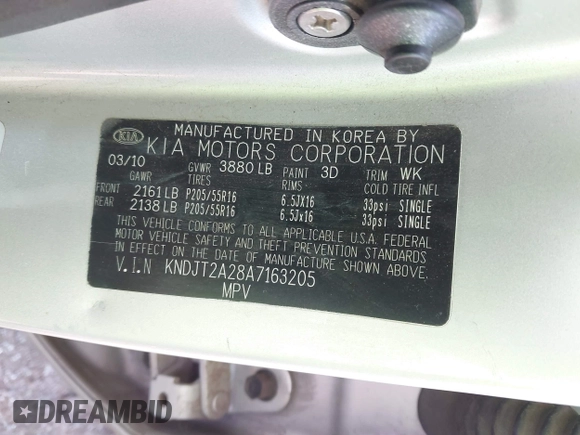 KIA
MANUFACTURED IN KOREA BY
KIA MOTORS CORPORATION
03/10 GVWR 3880 LB PAINT 3D TRIM WK
GAWR TIRES RIMS COLD TIRE INFL
FRONT 2161 LB P205/55R16 6.5JX16 33psi SINGLE
REAR 2138 LB P205/55R16 6.5Jx16 33psi SINGLE
THIS VEHICLE CONFORMS TO ALL APPLICABLE U.S.A. FEDERAL
MOTOR VEHICLE SAFETY AND THEFT PREVENTION STANDARDS
IN EFFECT ON THE DATE OF MANUFACTURE SHOWN ABOVE.
V.I.N KNDJT2A28A7163205
MPV
DREAMBID